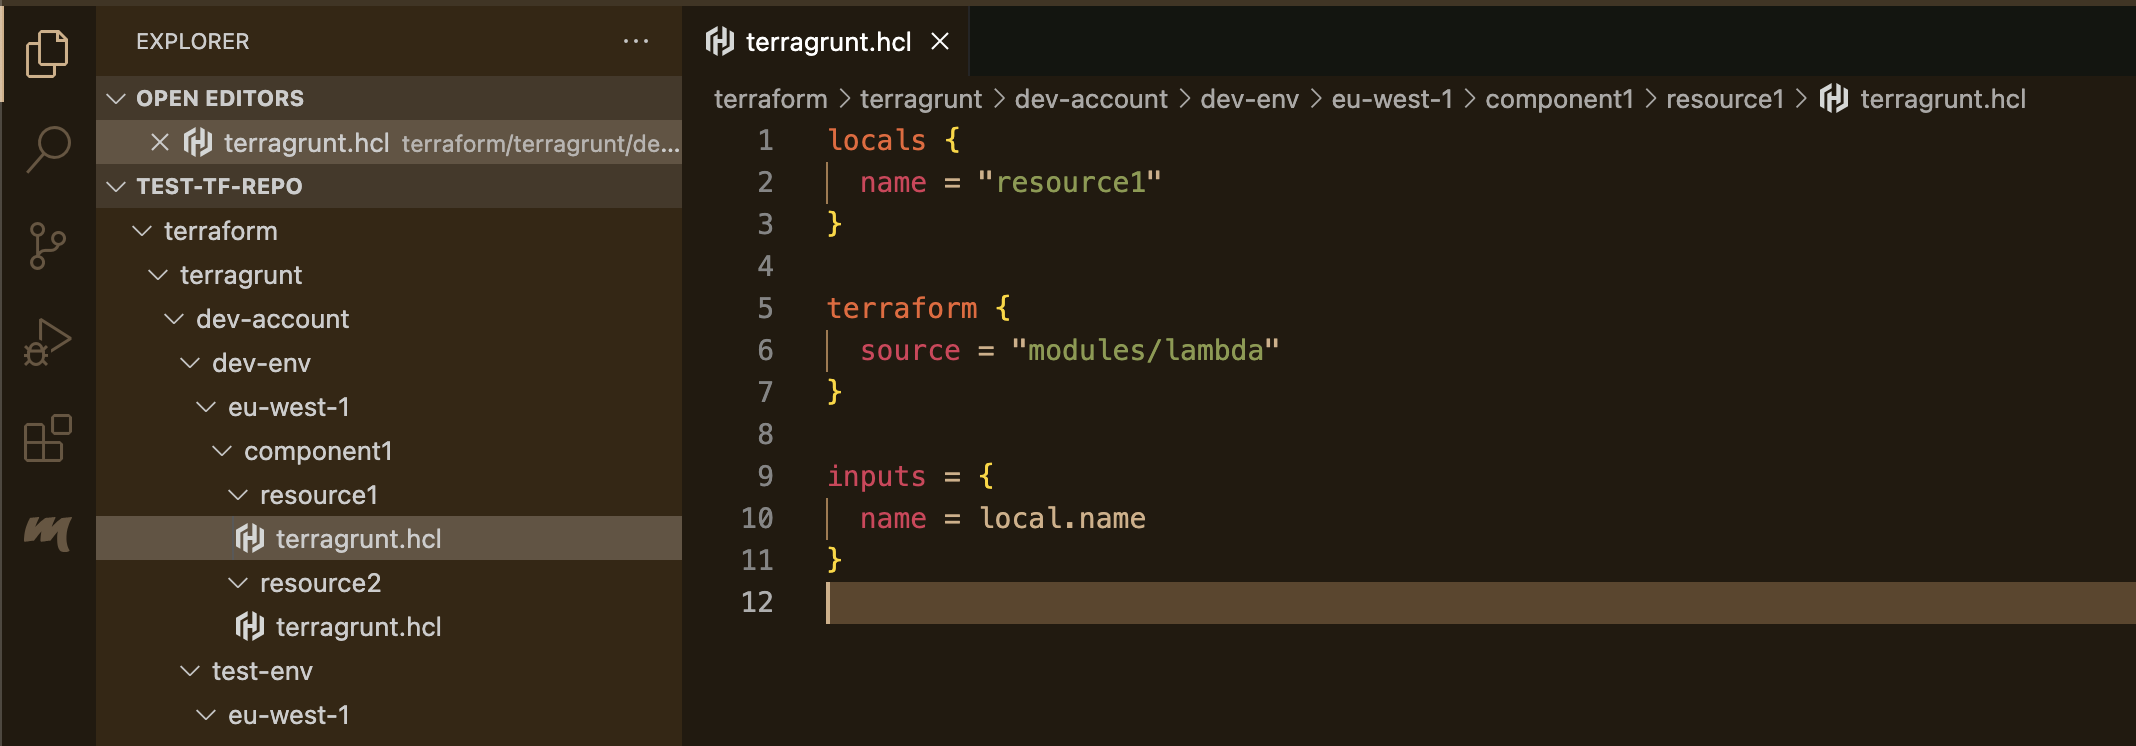 EXPLORER ...
OPEN EDITORS
terragrunt.hcl terraform/terragrunt/de...
TEST-TF-REPO
terraform
terragrunt
dev-account
dev-env
eu-west-1
component1
resource1
terragrunt.hcl
resource2
terragrunt.hcl
test-env
eu-west-1
terragrunt.hcl
terraform > terragrunt > dev-account > dev-env > eu-west-1 > component1 > resource1 > terragrunt.hcl
1 locals {
2   name = "resource1"
3 }
4
5 terraform {
6   source = "modules/lambda"
7 }
8
9 inputs = {
10   name = local.name
11 }
12